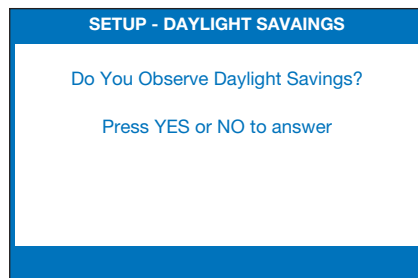 SETUP - DAYLIGHT SAVAINGS
Do You Observe Daylight Savings?
Press YES or NO to answer